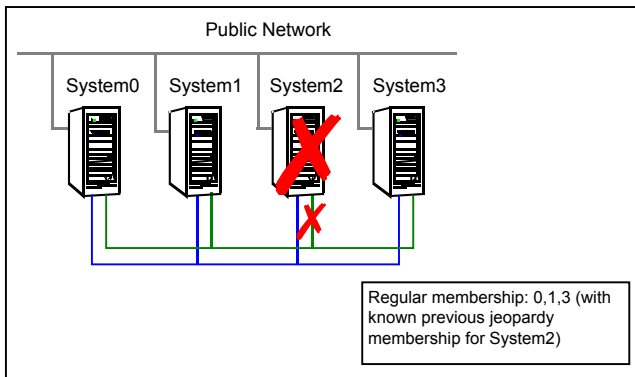 Public Network
System0 System1 System2 System3
Regular membership: 0,1,3 (with
known previous jeopardy
membership for System2)